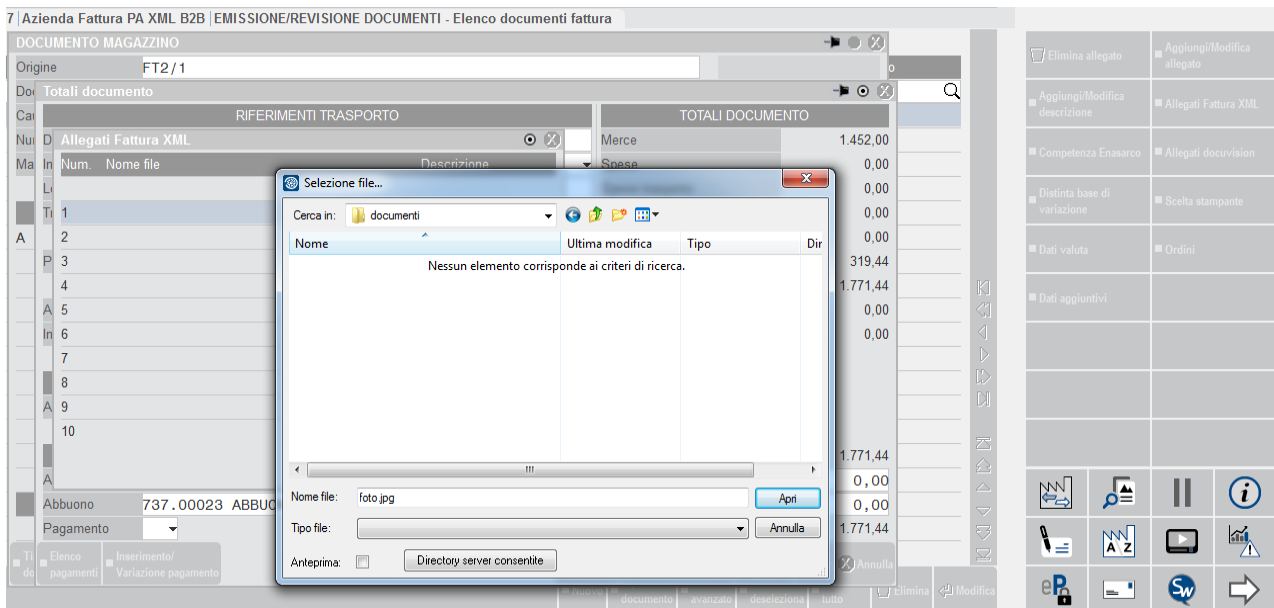 7 | Azienda Fattura PA XML B2B | EMISSIONE/REVISIONE DOCUMENTI - Elenco documenti fattura
DOCUMENTO MAGAZZINO
Origine FT2/1
Totali documento
RIFERIMENTI TRASPORTO TOTALI DOCUMENTO
Allegati Fattura XML
Num. Nome file Descrizione
1
2
3
4
5
6
7
8
9
10
Merce 1.452,00
Spese 0,00
0,00
0,00
0,00
319,44
1.771,44
0,00
0,00
1.771,44
0,00
Abbuono 737.00023 ABBUO 0,00
Pagamento 1.771,44
Selezione file...
Cerca in: documenti
Nome Ultima modifica Tipo Dir
Nessun elemento corrisponde ai criteri di ricerca.
Nome file: foto.jpg Apri
Tipo file: Annulla
Anteprima: Directory server consentite
Elenco pagamenti
Inserimento/
Variazione pagamento
Annulla
Nuovo documento avanzato deseleziona tutto Elimina Modifica
Elimina allegato
Aggiungi/Modifica
allegato
Aggiungi/Modifica
descrizione
Allegati Fattura XML
Competenza Enasarco
Allegati docuvision
Distinta base di
variazione
Scelta stampante
Dati valuta
Ordini
Dati aggiuntivi
A Z
eP
Sw